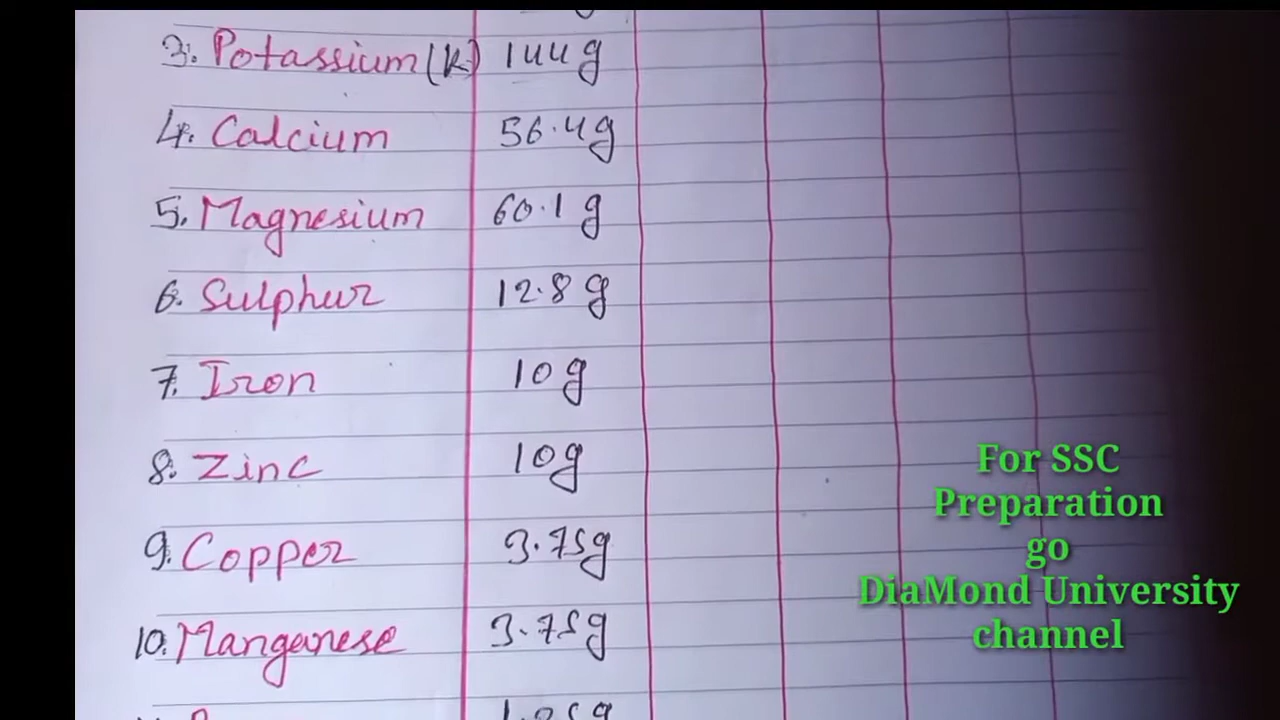 3. Potassium (K) 144g
4. Calcium 56.4g
5. Magnesium 60.1 g
6. Sulphur 12.8 g
7. Iron 10 g
8. Zinc 10g
9. Copper 3.75g
10. Manganese 3.75g
For SSC
Preparation
go
DiaMond University
channel